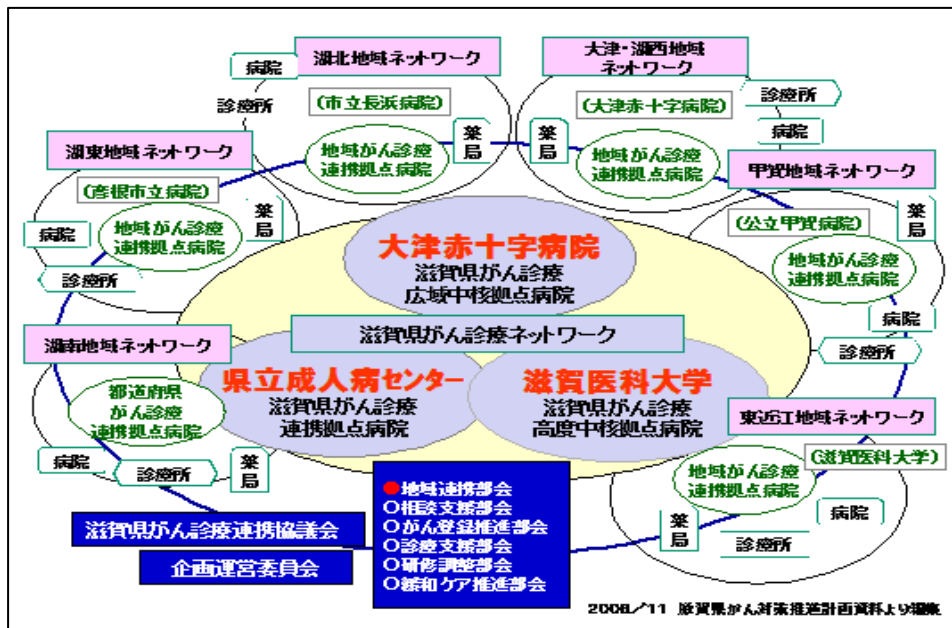 湖北地域ネットワーク
病院
診療所
(市立長浜病院)
地域がん診療
連携拠点病院
薬局
大津・湖西地域
ネットワーク
(大津赤十字病院)
診療所
病院
薬局
地域がん診療
連携拠点病院
湖東地域ネットワーク
(彦根市立病院)
病院
地域がん診療
連携拠点病院
薬局
診療所
甲賀地域ネットワーク
(公立甲賀病院)
薬局
地域がん診療
連携拠点病院
病院
診療所
大津赤十字病院
滋賀県がん診療
広域中核拠点病院
滋賀県がん診療ネットワーク
県立成人病センター
滋賀県がん診療
連携拠点病院
滋賀医科大学
滋賀県がん診療
高度中核拠点病院
湖南地域ネットワーク
都道府県
がん診療
連携拠点病院
病院
診療所
薬局
東近江地域ネットワーク
(滋賀医科大学)
地域がん診療
連携拠点病院
病院
薬局
診療所
滋賀県がん診療連携協議会
企画運営委員会
●地域連携部会
○相談支援部会
○がん登録推進部会
○診療支援部会
○研修調整部会
○緩和ケア推進部会
2008/11 滋賀県がん対策推進計画資料より編集